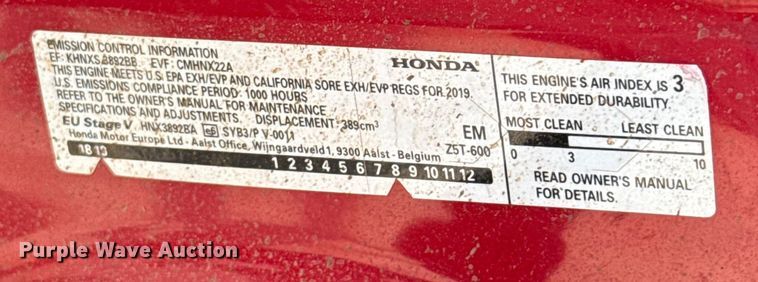 EMISSION CONTROL INFORMATION
EF: KHNXS.3892BB EVF: CMHNX22A
THIS ENGINE MEETS U.S. EPA EXH/EVP AND CALIFORNIA SORE EXH/EVP REGS FOR 2019.
U.S. EMISSIONS COMPLIANCE PERIOD: 1000 HOURS
REFER TO THE OWNER'S MANUAL FOR MAINTENANCE
SPECIFICATIONS AND ADJUSTMENTS. DISPLACEMENT: 389cm³
EU Stage V HNX3892BA SYB3/P V-0011
Honda Motor Europe Ltd - Aalst Office, Wijngaardveld 1, 9300 Aalst - Belgium
18 19
1 2 3 4 5 6 7 8 9 10 11 12
HONDA
EM
Z5T-600
THIS ENGINE'S AIR INDEX IS 3
FOR EXTENDED DURABILITY.
MOST CLEAN LEAST CLEAN
0 3 10
READ OWNER'S MANUAL
FOR DETAILS.
Purple Wave Auction